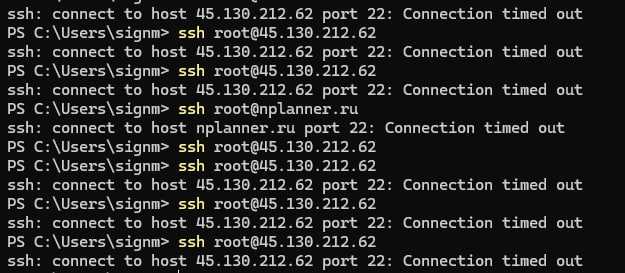 ssh: connect to host 45.130.212.62 port 22: Connection timed out
PS C:\Users\signm> ssh root@45.130.212.62
ssh: connect to host 45.130.212.62 port 22: Connection timed out
PS C:\Users\signm> ssh root@45.130.212.62
ssh: connect to host 45.130.212.62 port 22: Connection timed out
PS C:\Users\signm> ssh root@nplanner.ru
ssh: connect to host nplanner.ru port 22: Connection timed out
PS C:\Users\signm> ssh root@45.130.212.62
PS C:\Users\signm> ssh root@45.130.212.62
ssh: connect to host 45.130.212.62 port 22: Connection timed out
PS C:\Users\signm> ssh root@45.130.212.62
ssh: connect to host 45.130.212.62 port 22: Connection timed out
PS C:\Users\signm> ssh root@45.130.212.62
ssh: connect to host 45.130.212.62 port 22: Connection timed out